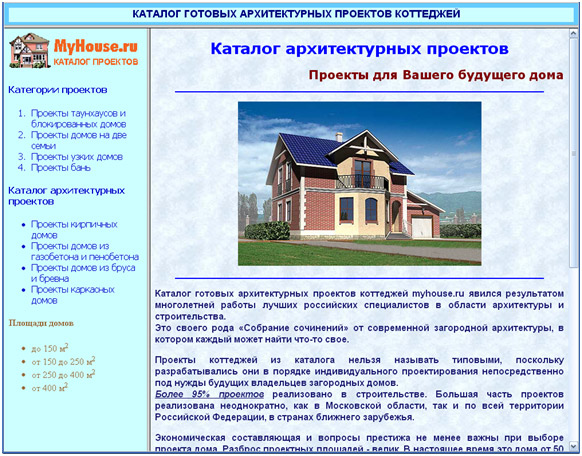 КАТАЛОГ ГОТОВЫХ АРХИТЕКТУРНЫХ ПРОЕКТОВ КОТТЕДЖЕЙ
MyHouse.ru
КАТАЛОГ ПРОЕКТОВ
Категории проектов
1. Проекты таунхаусов и
блокированных домов
2. Проекты домов на две
семьи
3. Проекты узких домов
4. Проекты бань
Каталог архитектурных
проектов
• Проекты кирпичных
домов
• Проекты домов из
газобетона и пенобетона
• Проекты домов из бруса
и бревна
• Проекты каркасных
домов
Площади домов
• до 150 м²
• от 150 до 250 м²
• от 250 до 400 м²
• от 400 м²
Каталог архитектурных проектов
Проекты для Вашего будущего дома
Каталог готовых архитектурных проектов коттеджей myhouse.ru явился результатом
многолетней работы лучших российских специалистов в области архитектуры и
строительства.
Это своего рода «Собрание сочинений» от современной загородной архитектуры, в
котором каждый может найти что-то свое.
Проекты коттеджей из каталога нельзя называть типовыми, поскольку
разрабатывались они в порядке индивидуального проектирования непосредственно
под нужды будущих владельцев загородных домов.
Более 95% проектов реализовано в строительстве. Большая часть проектов
реализована неоднократно, как в Московской области, так и по всей территории
Российской Федерации, в странах ближнего зарубежья.
Экономическая составляющая и вопросы престижа не менее важны при выборе
проекта дома. Разброс проектных площадей - велик. В настоящее время это дома от 50